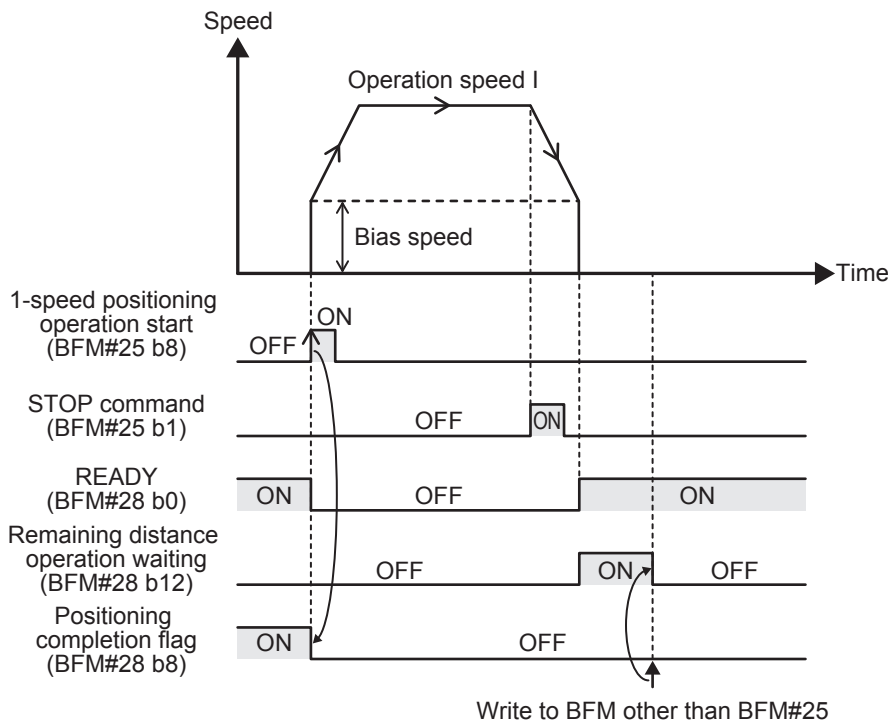 Speed
Operation speed I
Bias speed
Time
1-speed positioning
operation start
(BFM#25 b8)
OFF
ON
STOP command
(BFM#25 b1)
OFF
ON
READY
(BFM#28 b0)
ON
OFF
ON
Remaining distance
operation waiting
(BFM#28 b12)
OFF
ON
OFF
Positioning
completion flag
(BFM#28 b8)
ON
OFF
Write to BFM other than BFM#25